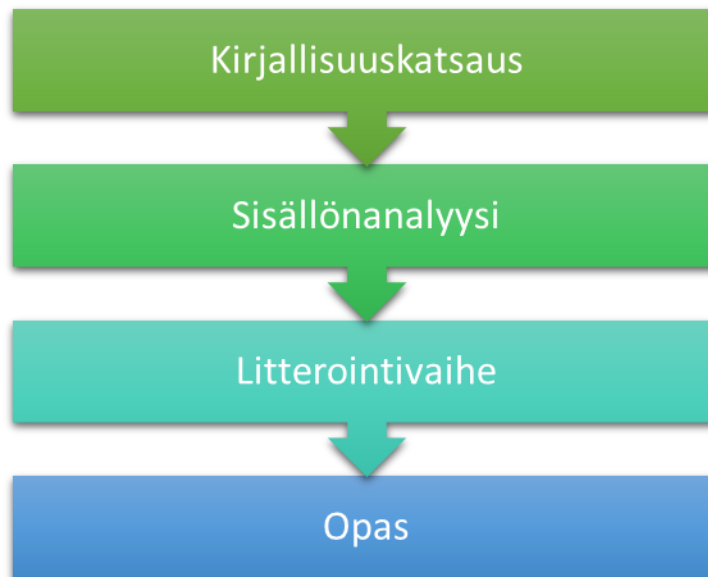 Kirjallisuuskatsaus
Sisällönanalyysi
Litterointivaihe
Opas